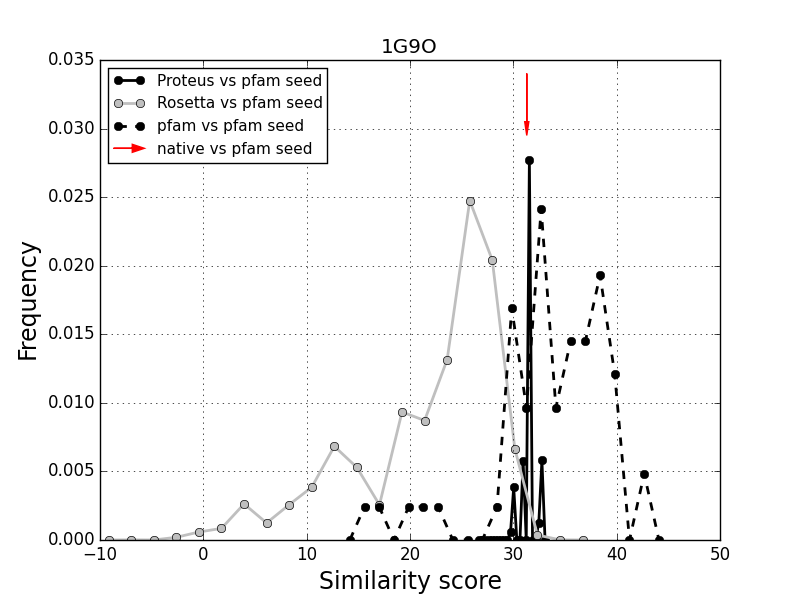 1G9O
0.035
0.030
0.025
0.020
0.015
0.010
0.005
0.000
Frequency
Proteus vs pfam seed
Rosetta vs pfam seed
pfam vs pfam seed
native vs pfam seed
−10 0 10 20 30 40 50
Similarity score